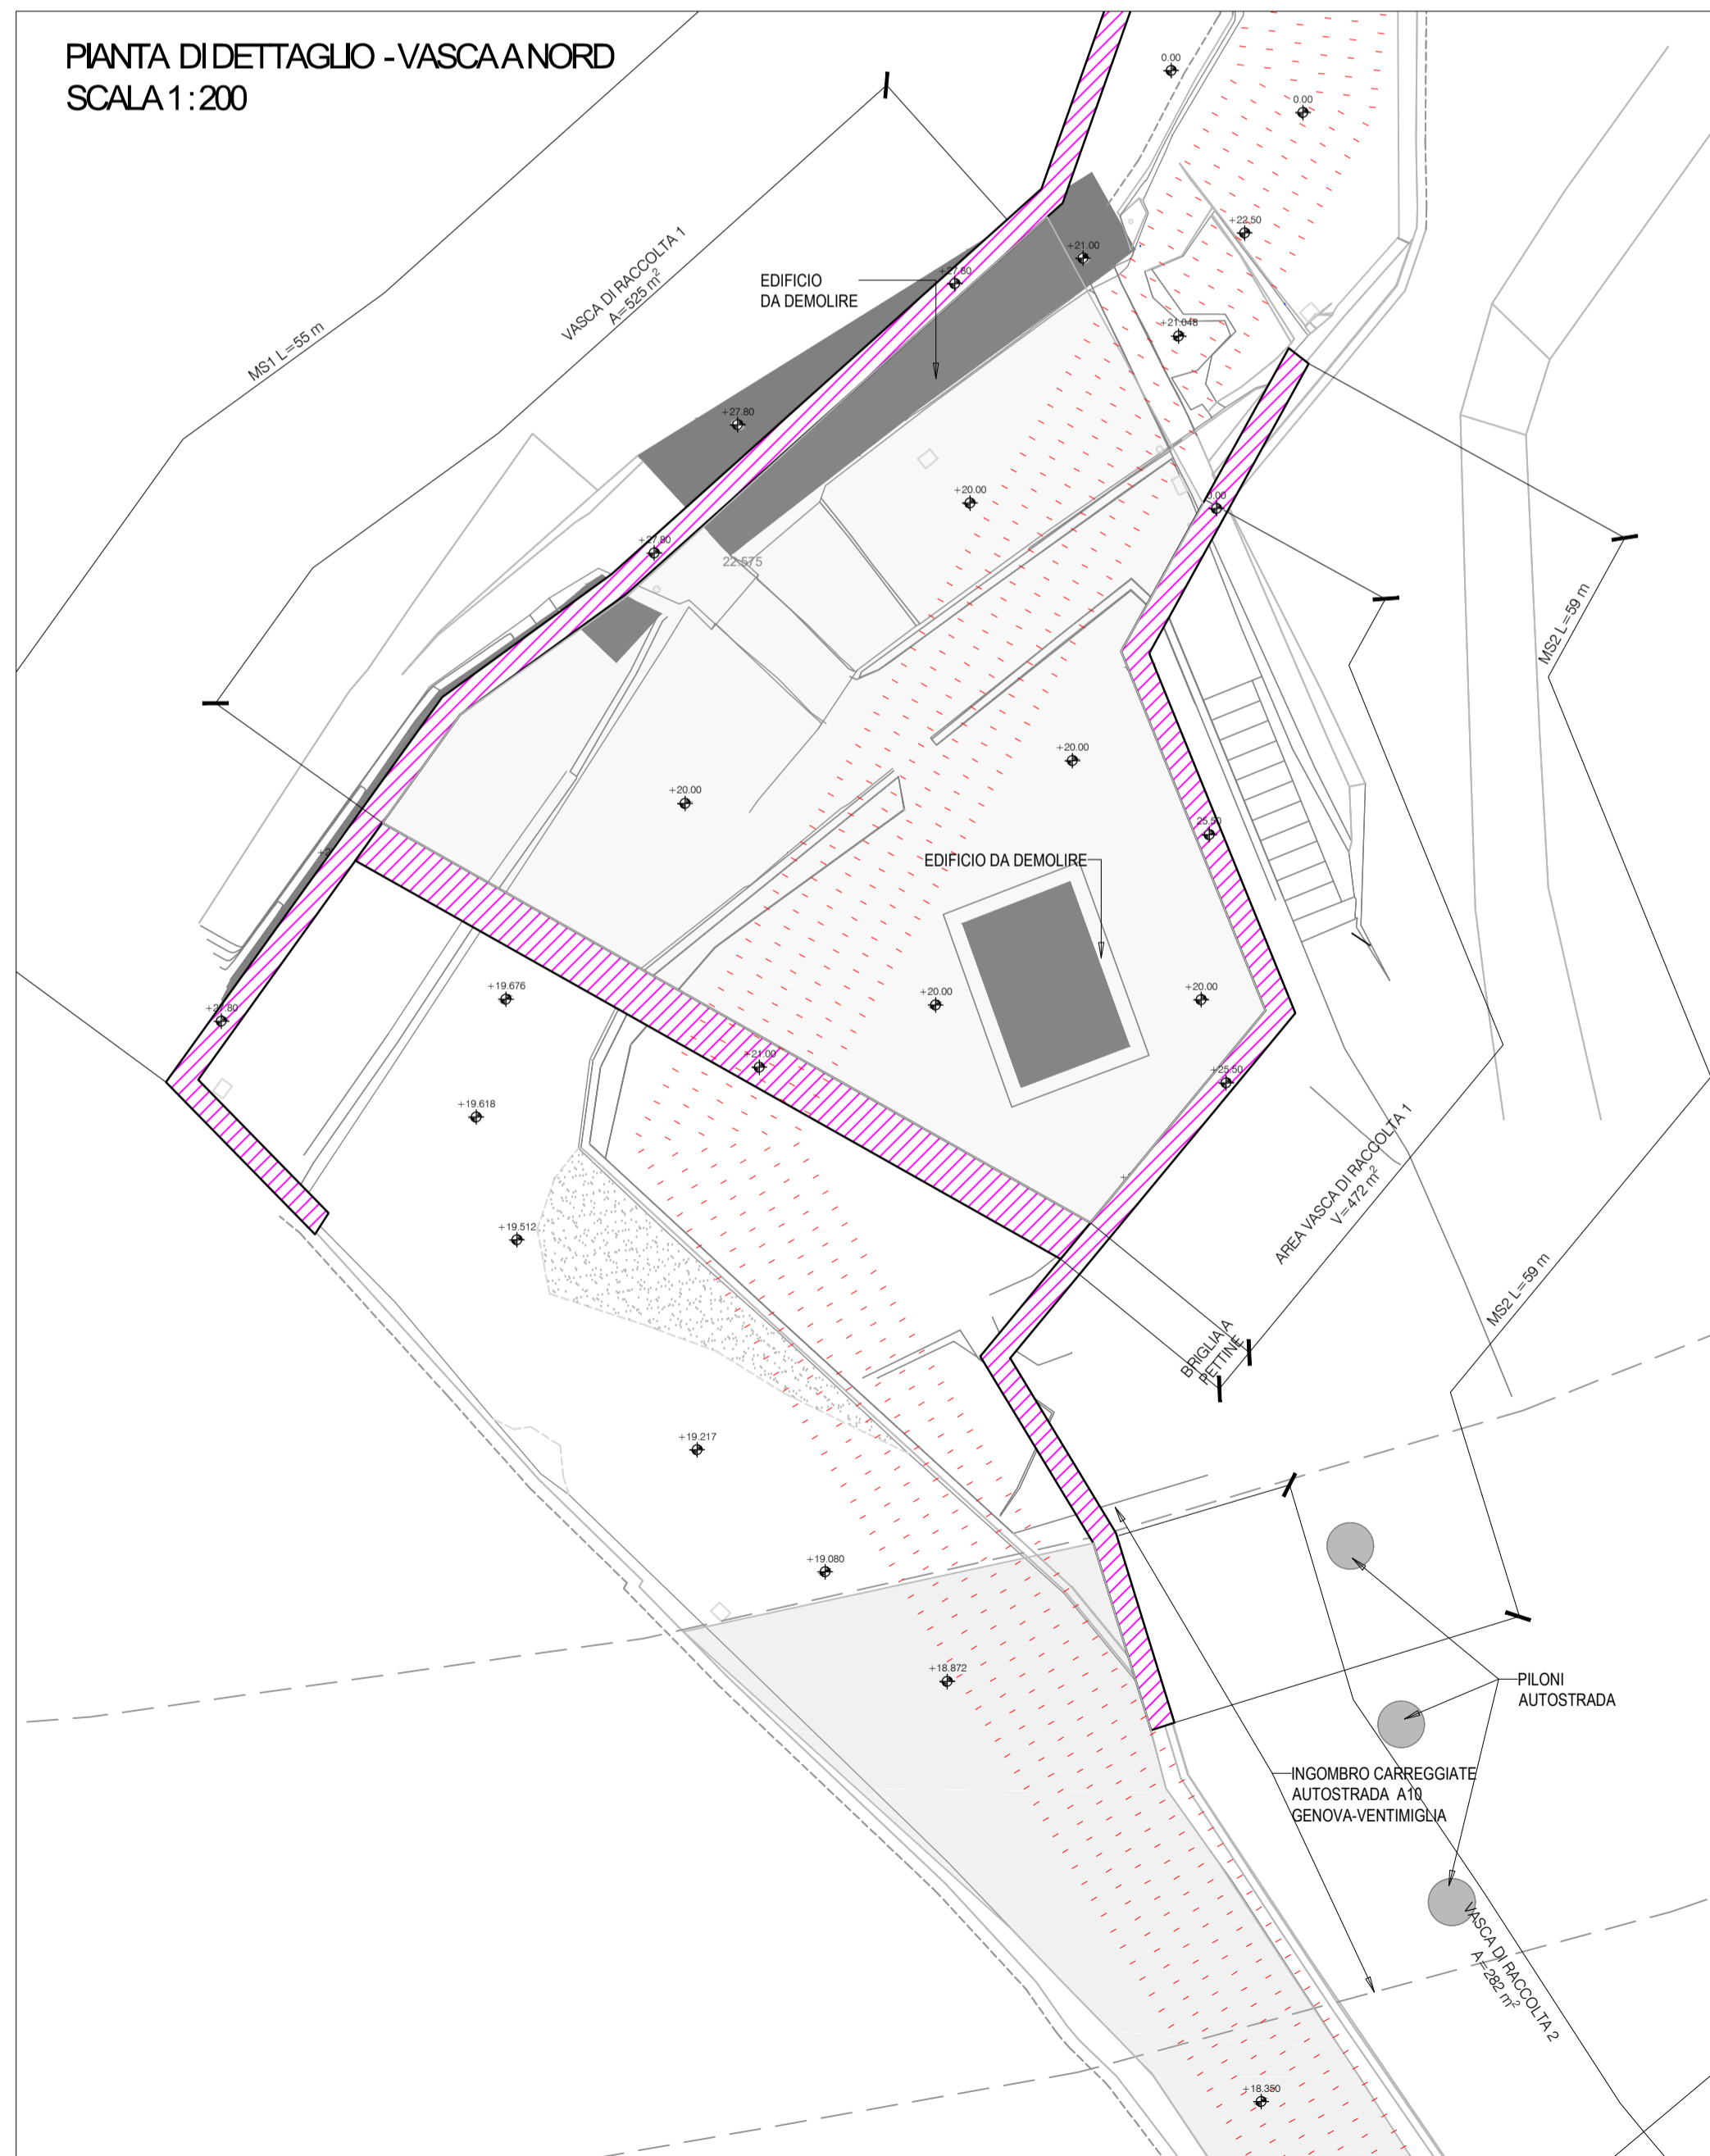 PIANTA DI DETTAGLIO - VASCA A NORD
SCALA 1 : 200
0.00
0.00
+22.50
+21.00
+27.80
+21.048
MS1 L=55 m
VASCA DI RACCOLTA 1
A=525 m²
EDIFICIO
DA DEMOLIRE
+27.80
+20.00
0.00
+27.80
22.575
MS2 L=59 m
+20.00
+20.00
25.50
EDIFICIO DA DEMOLIRE
+19.676
+20.00
+20.00
+27.80
+21.00
+25.50
+19.618
AREA VASCA DI RACCOLTA 1
V=472 m²
+19.512
MS2 L=59 m
BRIGLIA A
PETTINE
+19.217
+19.080
+18.872
PILONI
AUTOSTRADA
INGOMBRO CARREGGIATE
AUTOSTRADA A10
GENOVA-VENTIMIGLIA
VASCA DI RACCOLTA 2
A=282 m²
+18.350